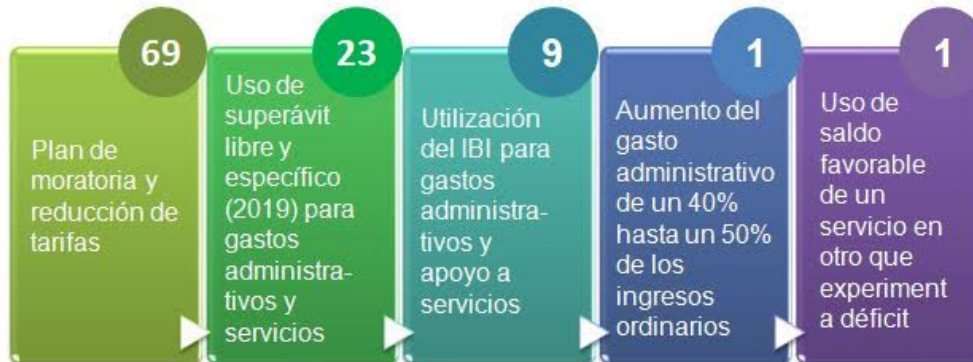 69
Plan de
moratoria y
reducción de
tarifas
23
Uso de
superávit
libre y
específico
(2019) para
gastos
administra-
tivos y
servicios
9
Utilización
del IBI para
gastos
administra-
tivos y
apoyo a
servicios
1
Aumento del
gasto
administrativo
de un 40%
hasta un 50%
de los
ingresos
ordinarios
1
Uso de
saldo
favorable
de un
servicio en
otro que
experiment
a déficit